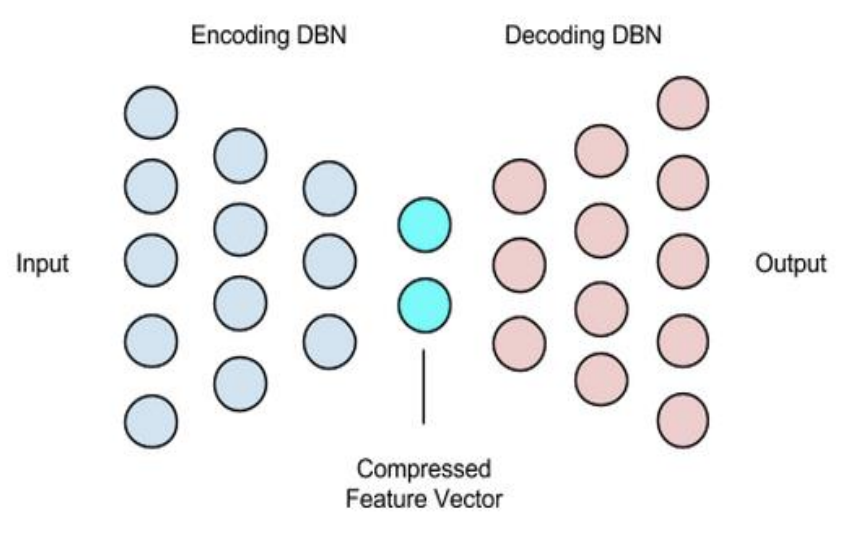 Encoding DBN
Decoding DBN
Input
Output
Compressed
Feature Vector